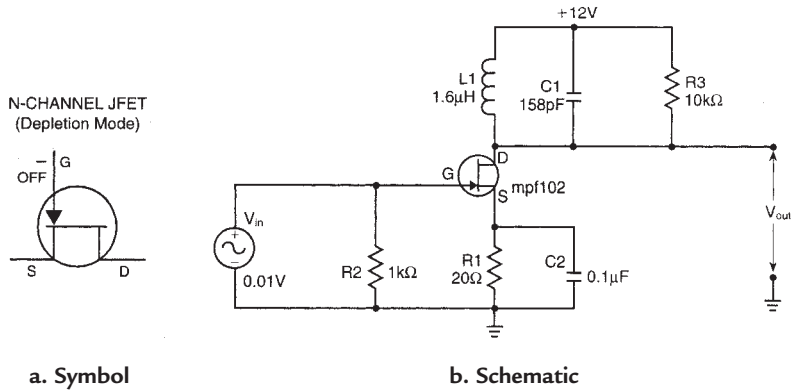 N-CHANNEL JFET
(Depletion Mode)
– G
OFF
S D
a. Symbol
+12V
L1
1.6μH
C1
158pF
R3
10kΩ
D
G
S
mpf102
Vin
+
–
0.01V
R2 1kΩ
R1
20Ω
C2
0.1μF
Vout
b. Schematic